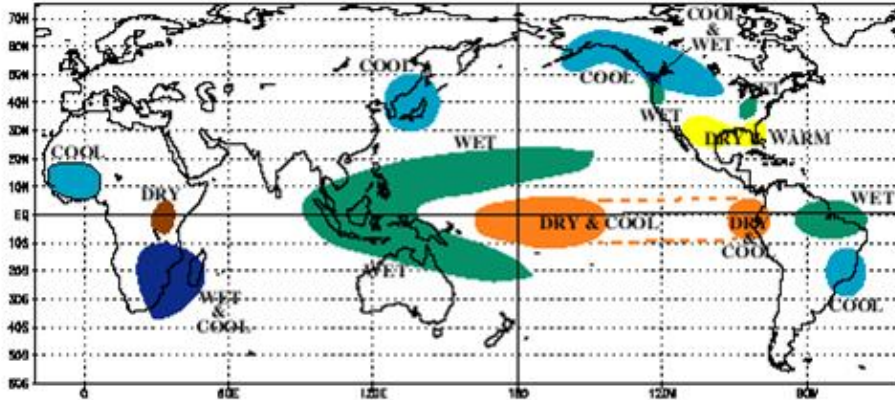 70N
60N
50N
40N
30N
20N
10N
EQ
10S
20S
30S
40S
50S
60S
COOL
&
WET
COOL
COOL
WET
WET
DRY & WARM
COOL
DRY
WET
DRY & COOL
DRY
&
COOL
WET
WET
&
COOL
WET
COOL
0
60E
120E
180
120W
60W